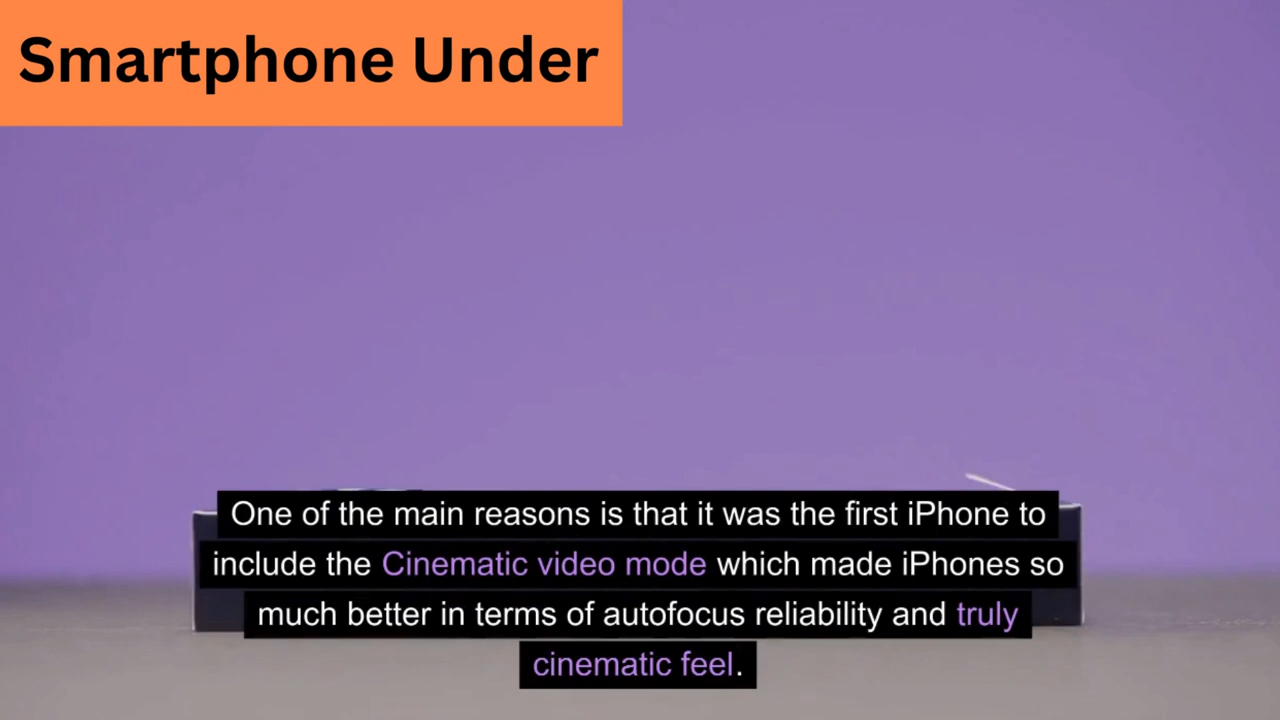 Smartphone Under
One of the main reasons is that it was the first iPhone to
include the Cinematic video mode which made iPhones so
much better in terms of autofocus reliability and truly
cinematic feel.